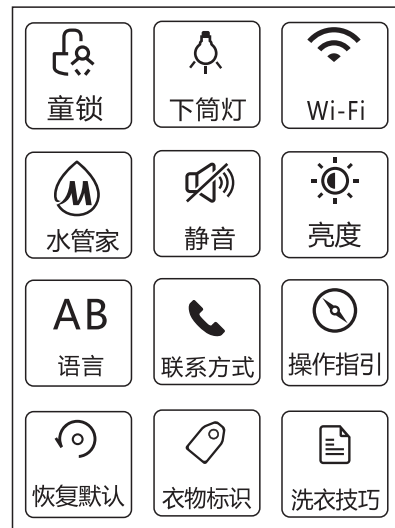 童锁
下筒灯
Wi-Fi
水管家
静音
亮度
AB
语言
联系方式
操作指引
恢复默认
衣物标识
洗衣技巧